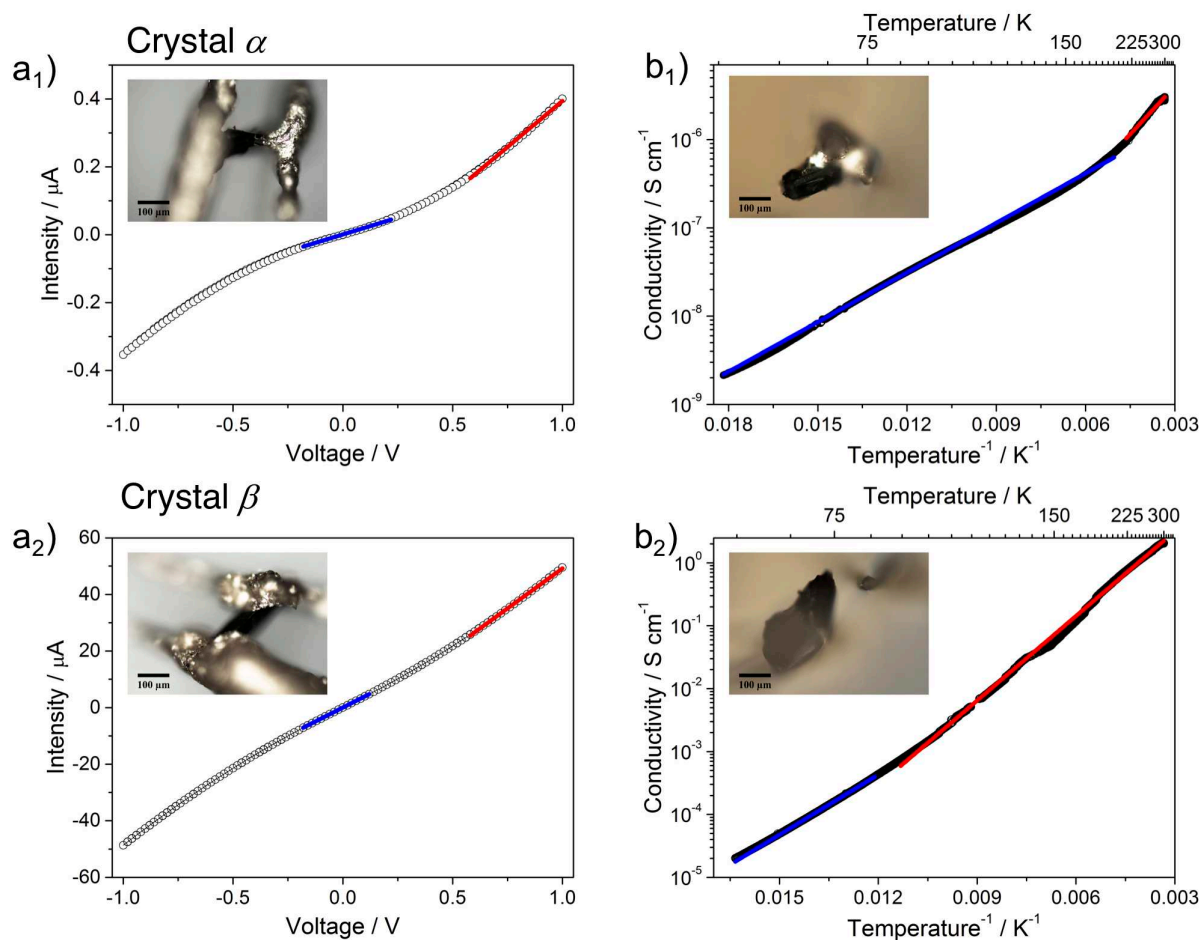 Crystal α
a₁)
0.4
0.2
0.0
-0.2
-0.4
Intensity / μA
-1.0 -0.5 0.0 0.5 1.0
Voltage / V
100 μm
b₁)
Temperature / K
75 150 225 300
10⁻⁶
10⁻⁷
10⁻⁸
10⁻⁹
Conductivity / S cm⁻¹
0.018 0.015 0.012 0.009 0.006 0.003
Temperature⁻¹ / K⁻¹
100 μm
Crystal β
a₂)
60
40
20
0
-20
-40
-60
Intensity / μA
-1.0 -0.5 0.0 0.5 1.0
Voltage / V
100 μm
b₂)
Temperature / K
75 150 225 300
10⁰
10⁻¹
10⁻²
10⁻³
10⁻⁴
10⁻⁵
Conductivity / S cm⁻¹
0.015 0.012 0.009 0.006 0.003
Temperature⁻¹ / K⁻¹
100 μm